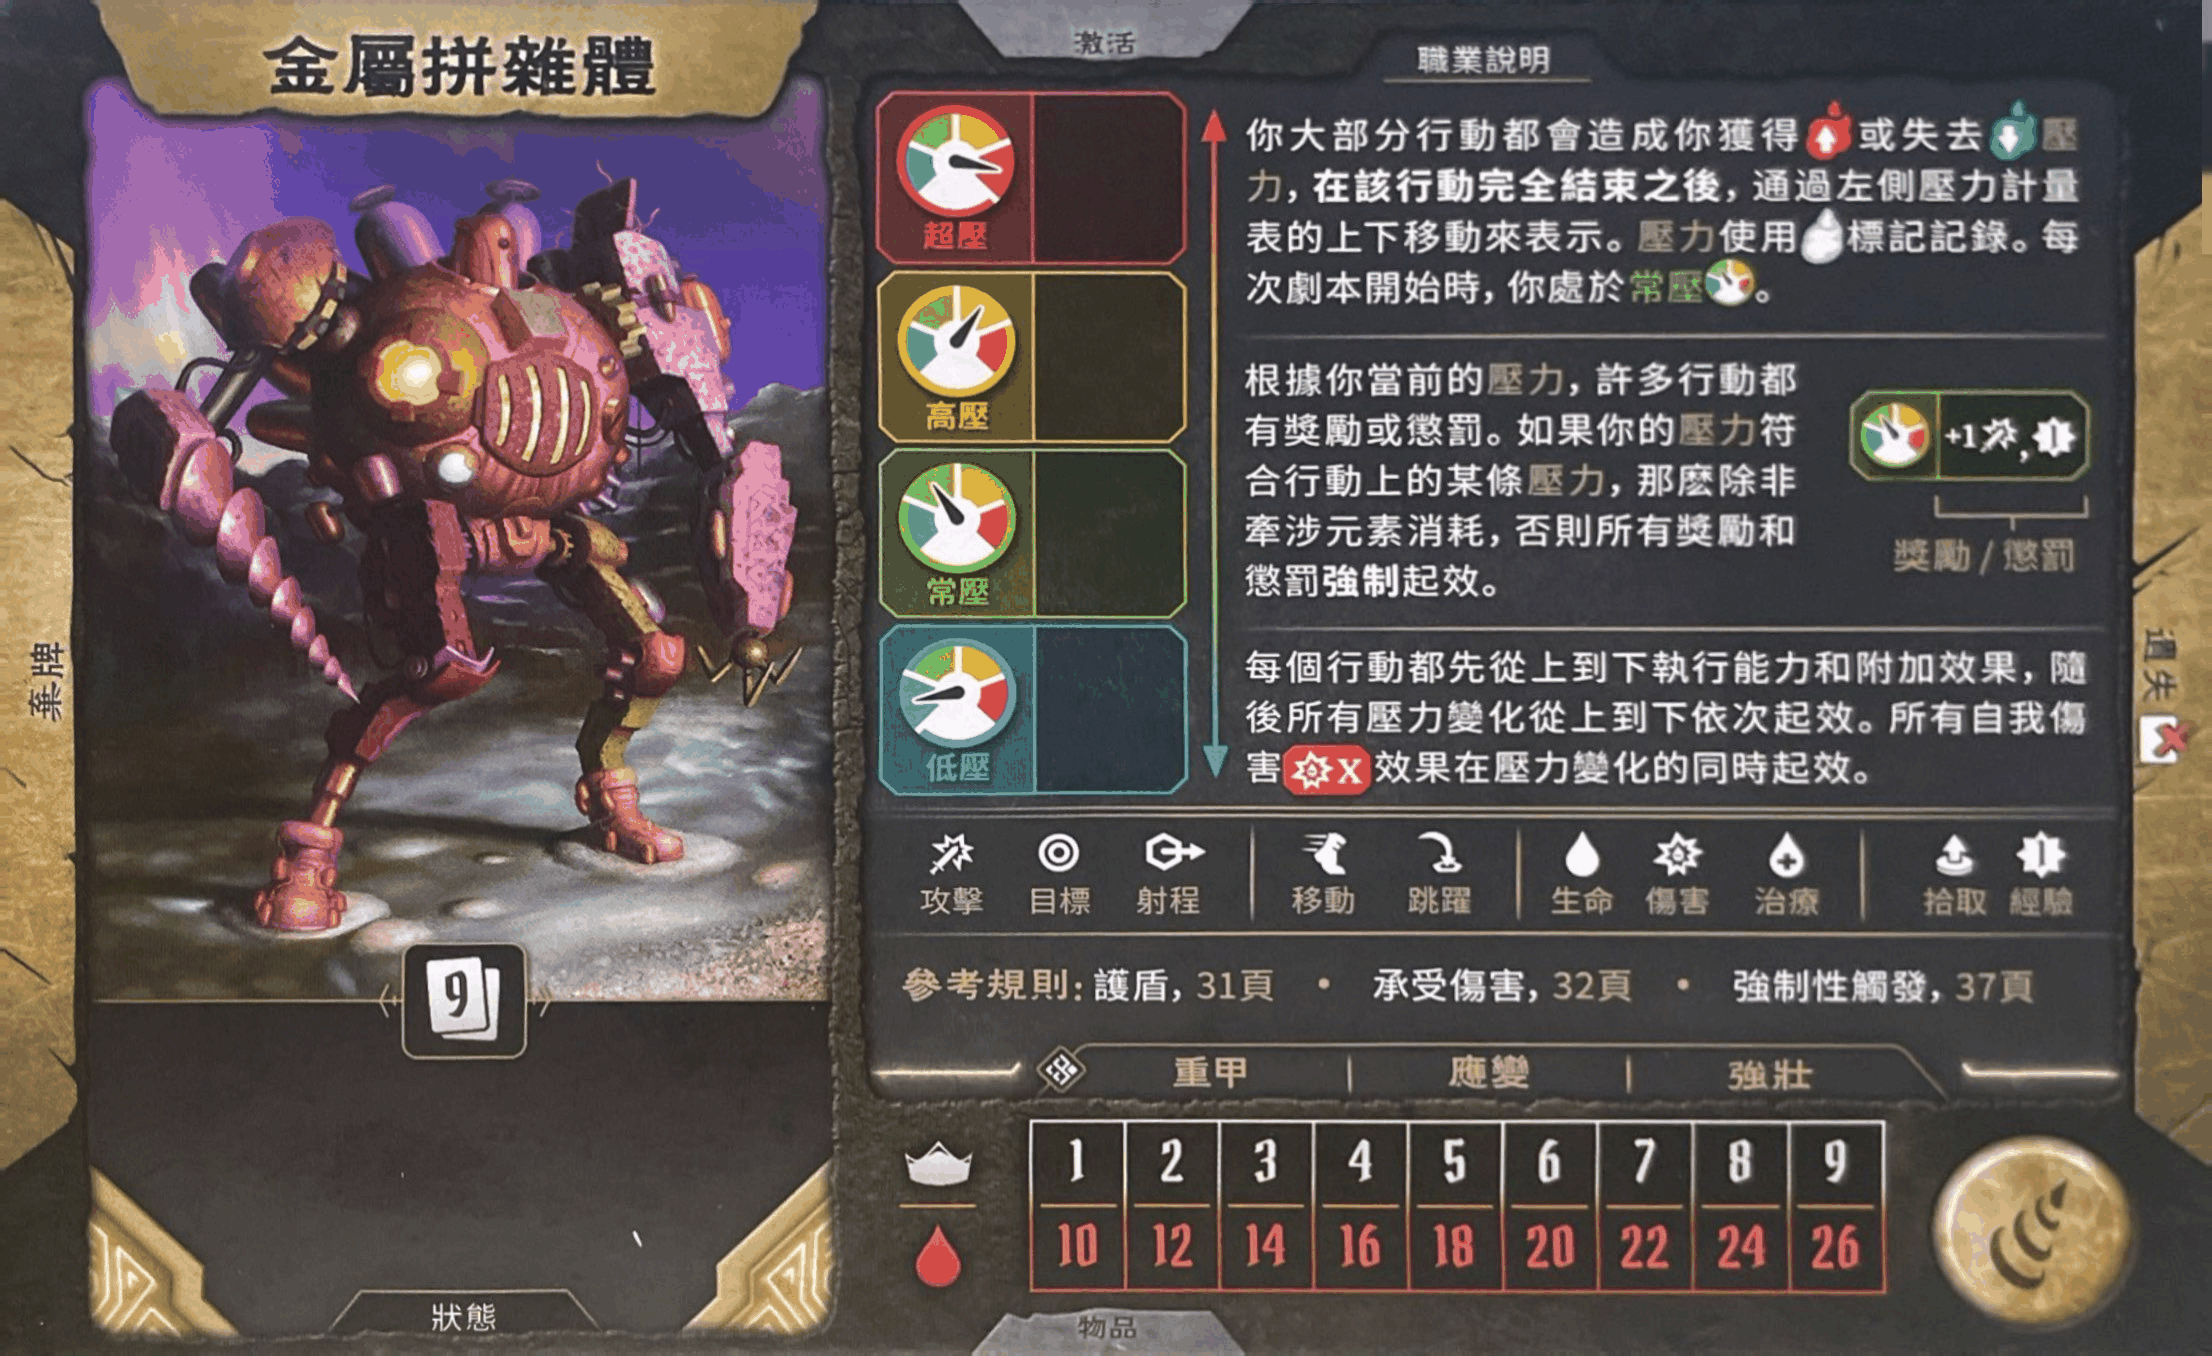 金屬拼雜體
激活
職業說明
超壓
高壓
常壓
低壓
你大部分行動都會造成你獲得或失去壓
力，在該行動完全結束之後，通過左側壓力計量
表的上下移動來表示。壓力使用標記記錄。每
次劇本開始時，你處於常壓。
根據你當前的壓力，許多行動都
有獎勵或懲罰。如果你的壓力符
合行動上的某條壓力，那麼除非
牽涉元素消耗，否則所有獎勵和
懲罰強制起效。
+1 , 1
獎勵 / 懲罰
每個行動都先從上到下執行能力和附加效果，隨
後所有壓力變化從上到下依次起效。所有自我傷
害 X 效果在壓力變化的同時起效。
攻擊 目標 射程 移動 跳躍 生命 傷害 治療 拾取 經驗
參考規則：護盾，31頁 • 承受傷害，32頁 • 強制性觸發，37頁
重甲 | 應變 | 強壯
1 2 3 4 5 6 7 8 9
10 12 14 16 18 20 22 24 26
9
狀態
物品
棄牌
遺失